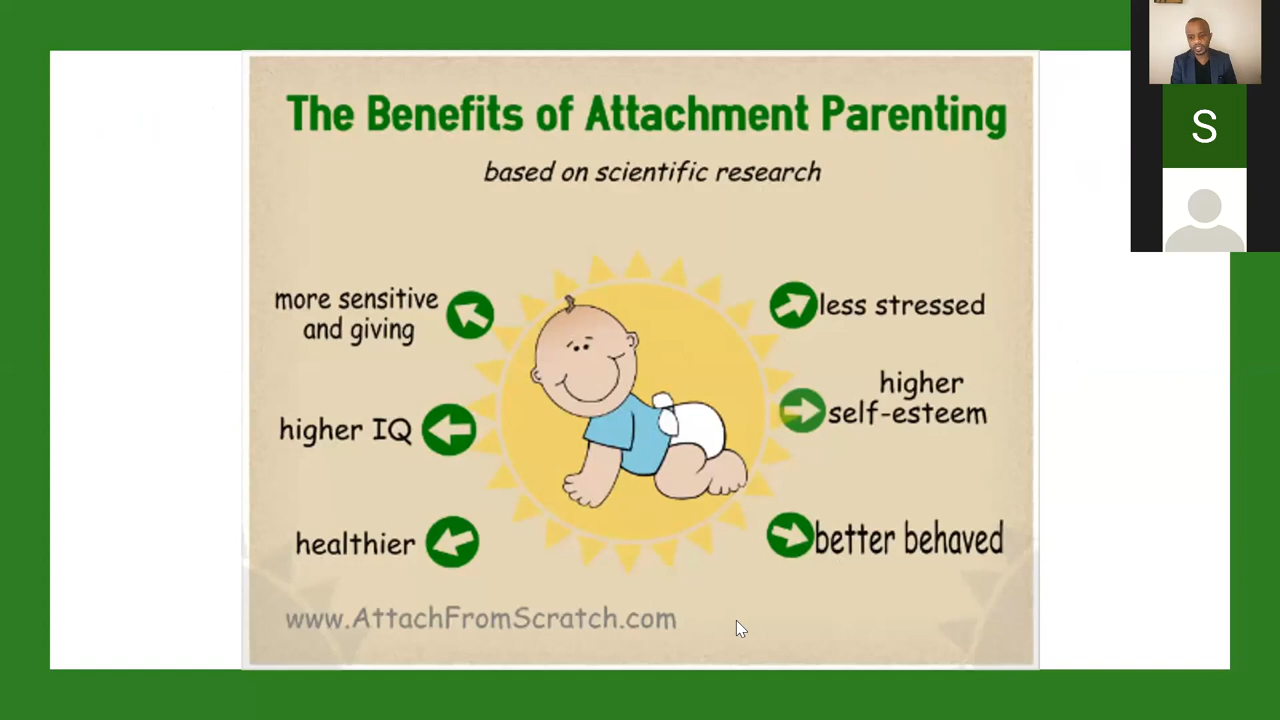 The Benefits of Attachment Parenting
based on scientific research
more sensitive
and giving
higher IQ
healthier
less stressed
higher
self-esteem
better behaved
www.AttachFromScratch.com
S